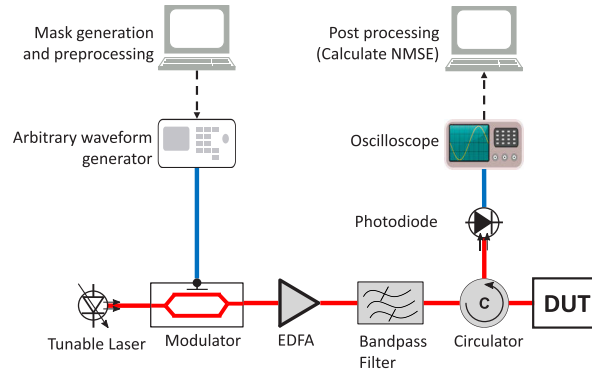 Mask generation
and preprocessing
Post processing
(Calculate NMSE)
Arbitrary waveform
generator
Oscilloscope
Photodiode
C
DUT
Tunable Laser
Modulator
EDFA
Bandpass
Filter
Circulator